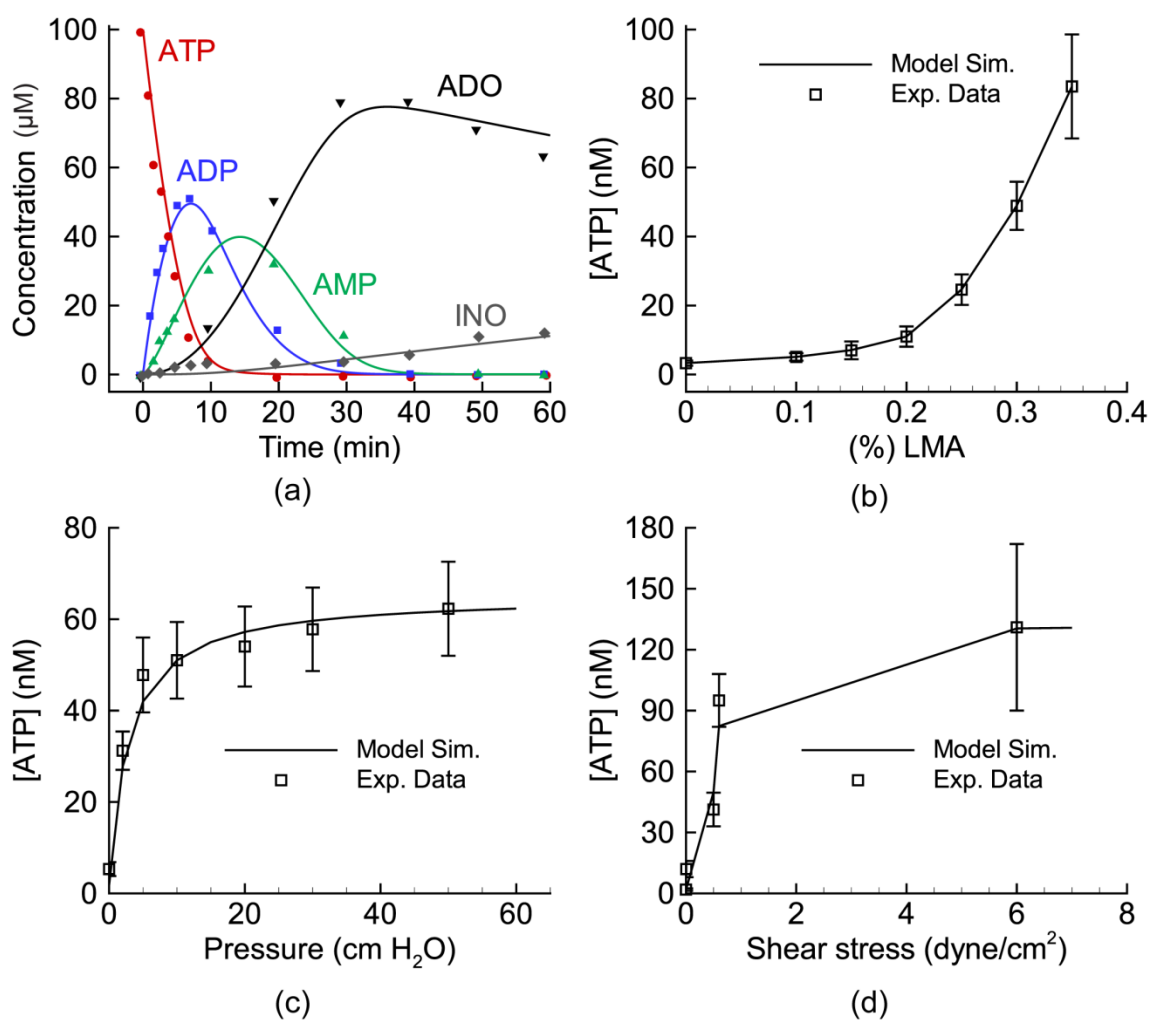 100
80
60
40
20
0
Concentration (µM)
ATP
ADP
AMP
ADO
INO
0 10 20 30 40 50 60
Time (min)
(a)
100
80
60
40
20
0
[ATP] (nM)
Model Sim.
Exp. Data
0 0.1 0.2 0.3 0.4
(%) LMA
(b)
80
60
40
20
0
[ATP] (nM)
Model Sim.
Exp. Data
0 20 40 60
Pressure (cm H₂O)
(c)
180
150
120
90
60
30
0
[ATP] (nM)
Model Sim.
Exp. Data
0 2 4 6 8
Shear stress (dyne/cm²)
(d)